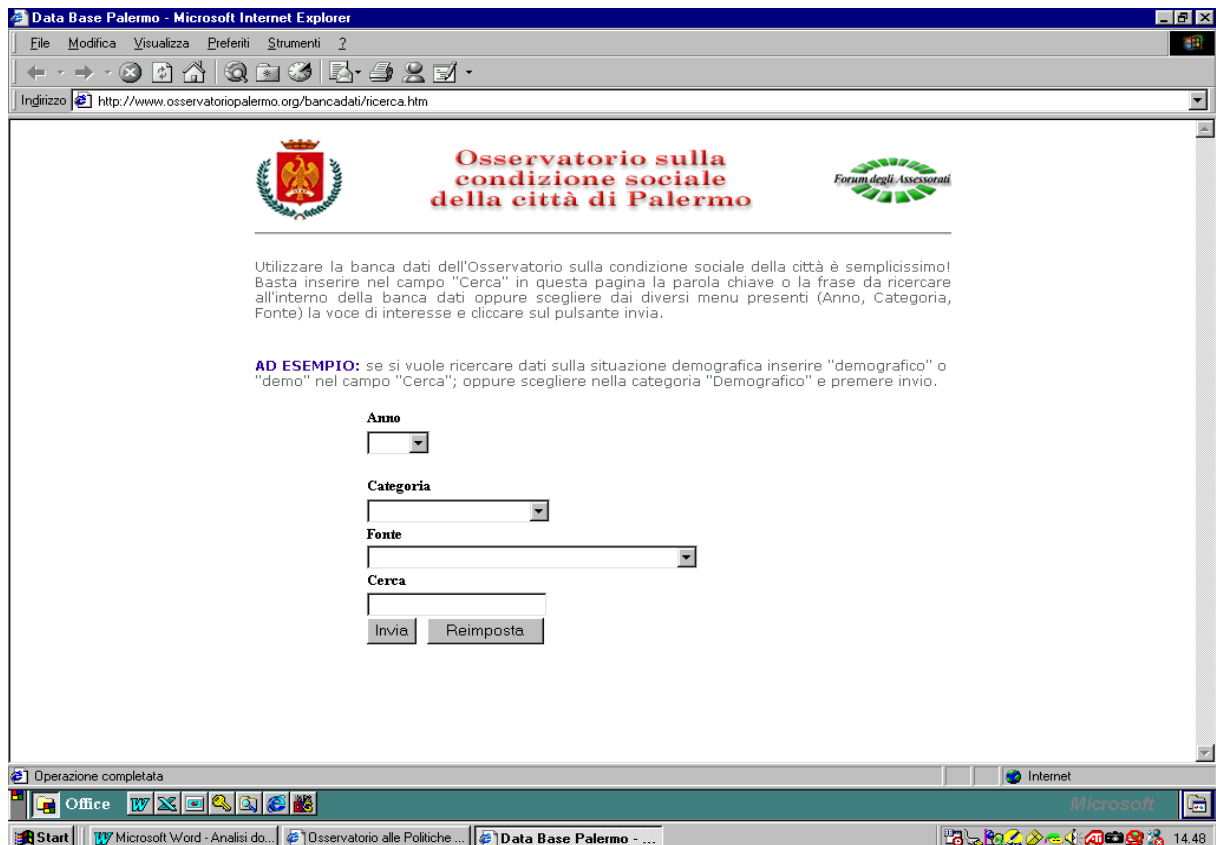 Data Base Palermo - Microsoft Internet Explorer
File Modifica Visualizza Preferiti Strumenti ?
Indirizzo http://www.osservatoriopalermo.org/bancadati/ricerca.htm
Osservatorio sulla
condizione sociale
della città di Palermo
Forum degli Assessorati
Utilizzare la banca dati dell'Osservatorio sulla condizione sociale della città è semplicissimo!
Basta inserire nel campo "Cerca" in questa pagina la parola chiave o la frase da ricercare
all'interno della banca dati oppure scegliere dai diversi menu presenti (Anno, Categoria,
Fonte) la voce di interesse e cliccare sul pulsante invia.
AD ESEMPIO: se si vuole ricercare dati sulla situazione demografica inserire "demografico" o
"demo" nel campo "Cerca"; oppure scegliere nella categoria "Demografico" e premere invio.
Anno
Categoria
Fonte
Cerca
Invia Reimposta
Operazione completata Internet
Office Microsoft
Start Microsoft Word - Analisi do... Osservatorio alle Politiche ... Data Base Palermo - ... 14.48